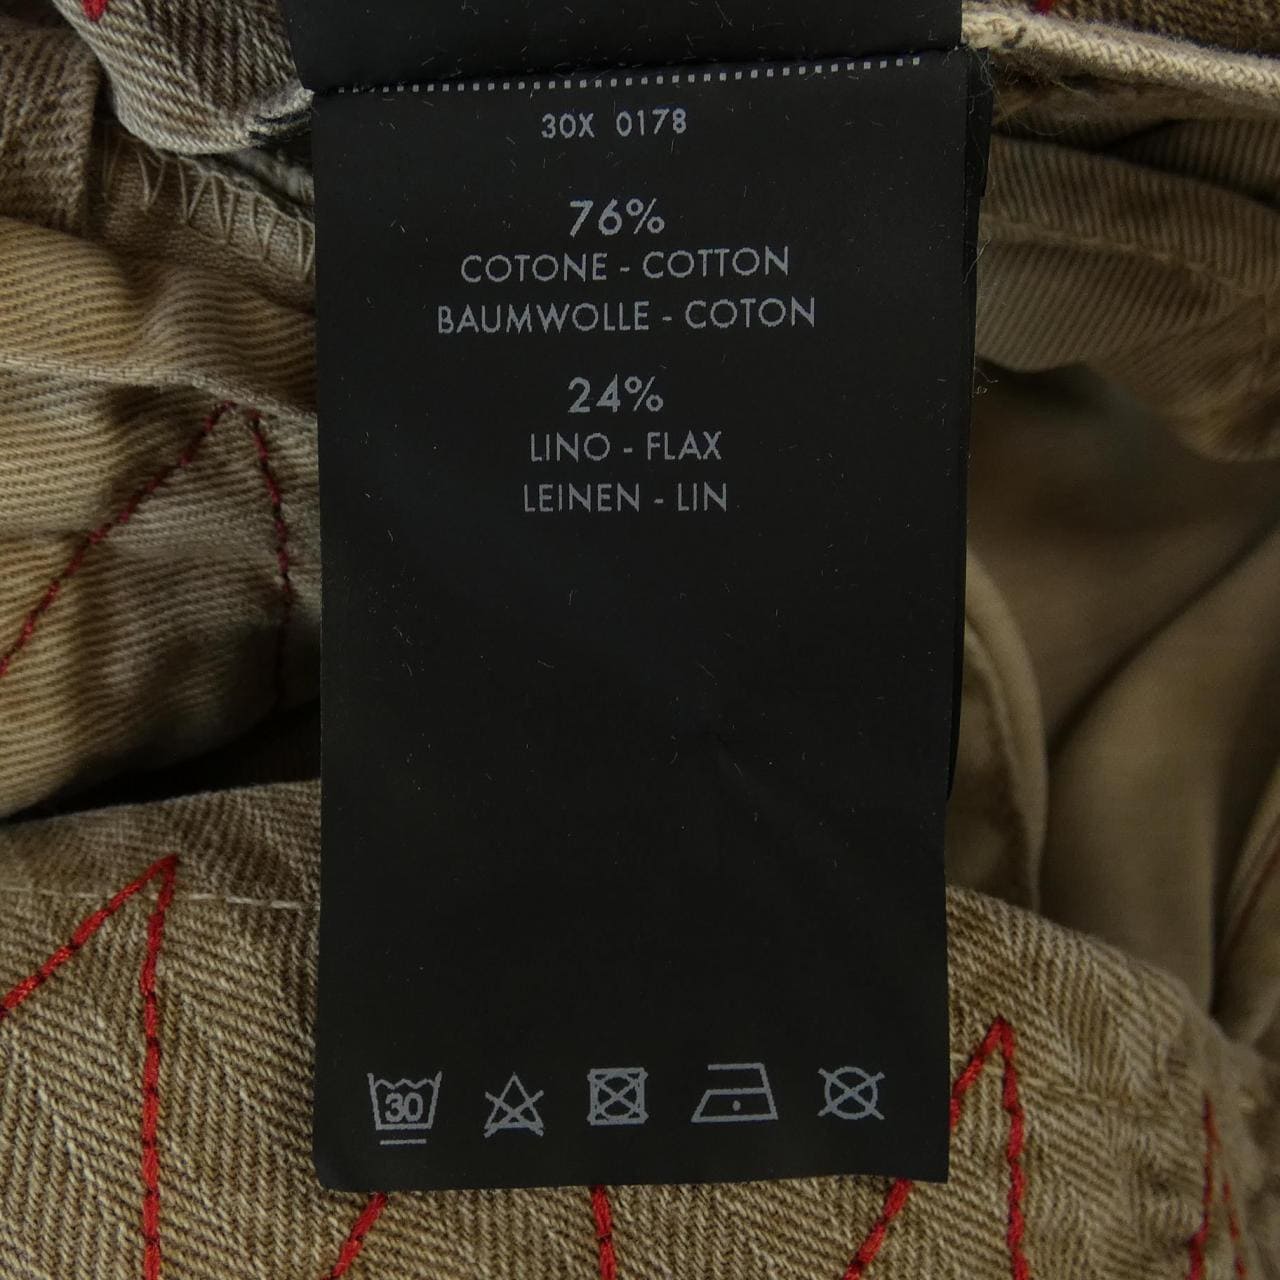 30X 0178
76%
COTONE - COTTON
BAUMWOLLE - COTON
24%
LINO - FLAX
LEINEN - LIN
30